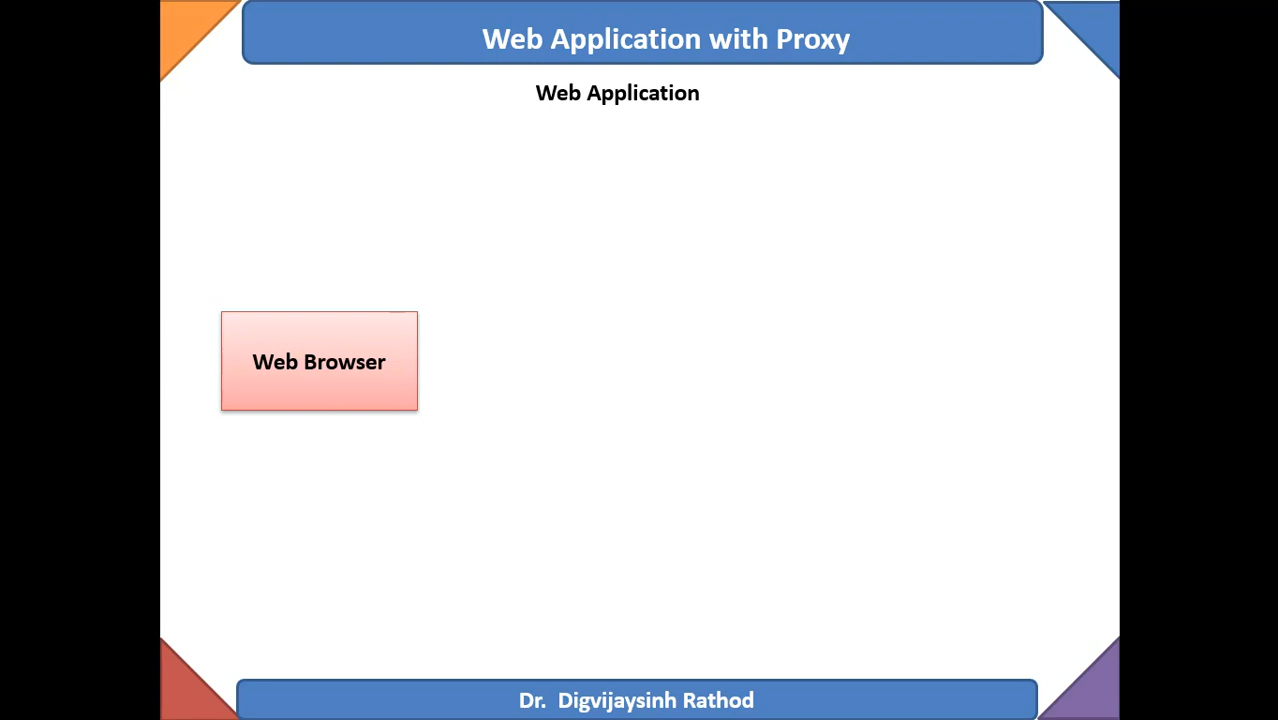 Web Application with Proxy
Web Application
Web Browser
Dr. Digvijaysinh Rathod